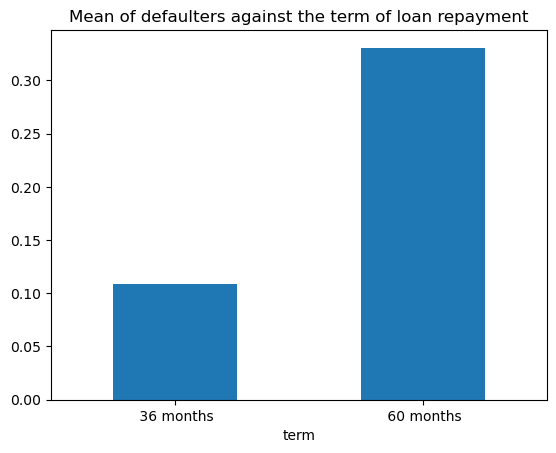 Mean of defaulters against the term of loan repayment
0.30
0.25
0.20
0.15
0.10
0.05
0.00
36 months 60 months
term